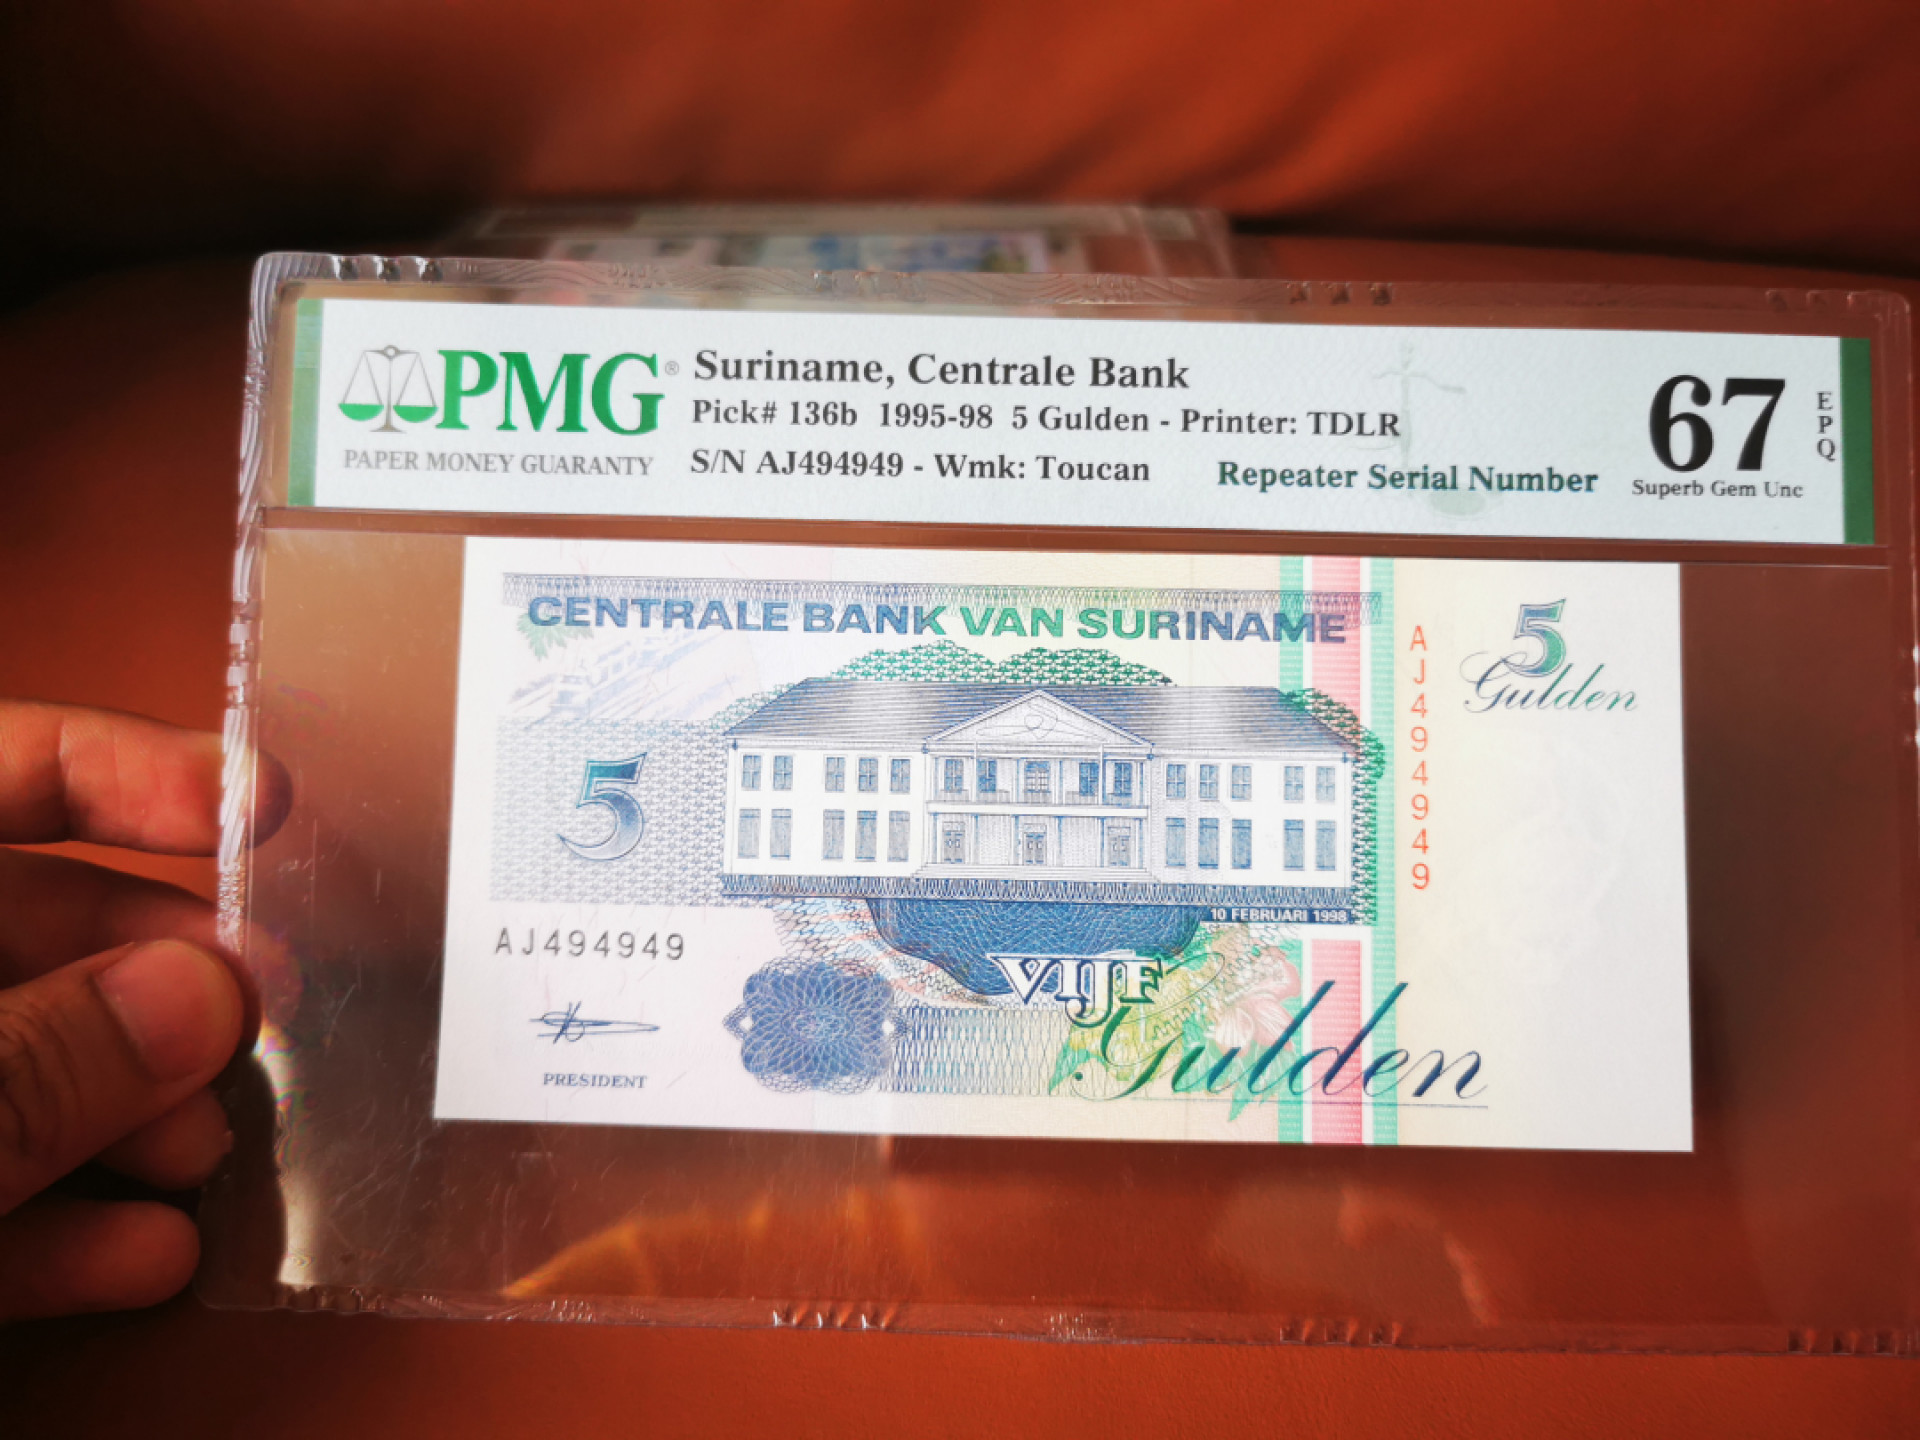 PMG®
PAPER MONEY GUARANTY
Suriname, Centrale Bank
Pick# 136b 1995-98 5 Gulden - Printer: TDLR
S/N AJ494949 - Wmk: Toucan
Repeater Serial Number
67
EPQ
Superb Gem Unc
CENTRALE BANK VAN SURINAME
5
Gulden
AJ494949
5
10 FEBRUARI 1998
AJ494949
VIJF
Gulden
PRESIDENT